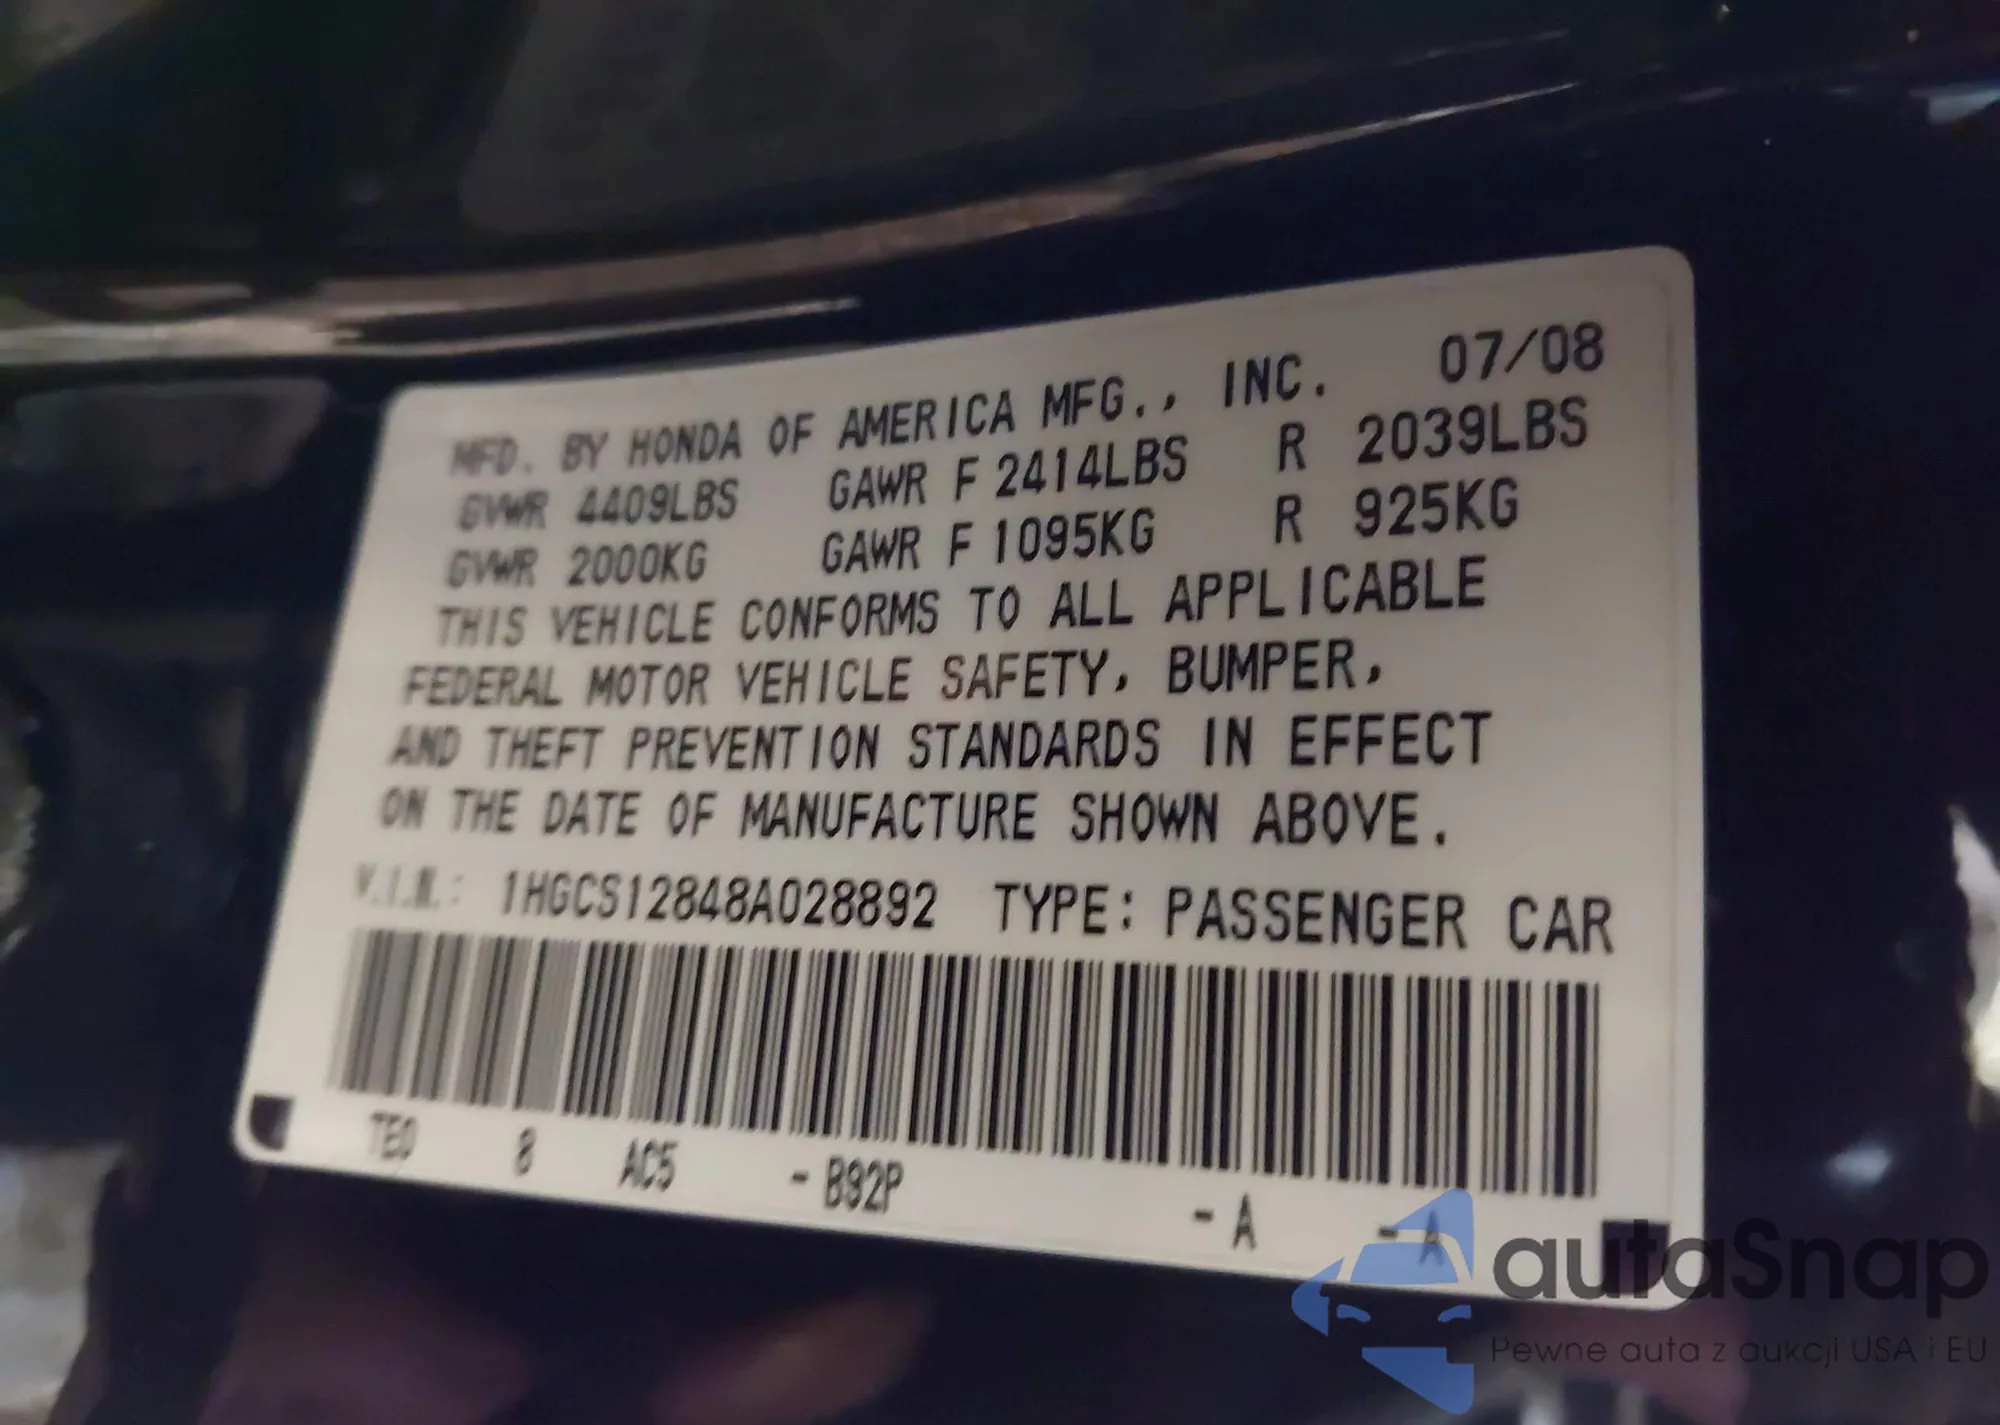 MFD. BY HONDA OF AMERICA MFG., INC. 07/08
GVWR 4409LBS GAWR F 2414LBS R 2039LBS
GVWR 2000KG GAWR F 1095KG R 925KG
THIS VEHICLE CONFORMS TO ALL APPLICABLE
FEDERAL MOTOR VEHICLE SAFETY, BUMPER,
AND THEFT PREVENTION STANDARDS IN EFFECT
ON THE DATE OF MANUFACTURE SHOWN ABOVE.
V.I.N.: 1HGCS12848A028892 TYPE: PASSENGER CAR
TE0 8 AC5 - B92P - A - A
autaSnap
Pewne auta z aukcji USA i EU